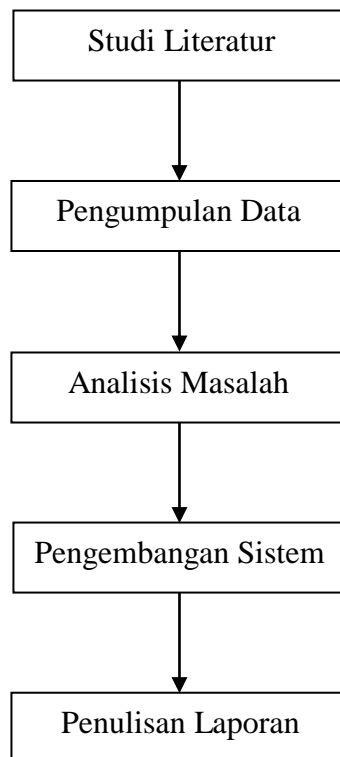 Studi Literatur
Pengumpulan Data
Analisis Masalah
Pengembangan Sistem
Penulisan Laporan